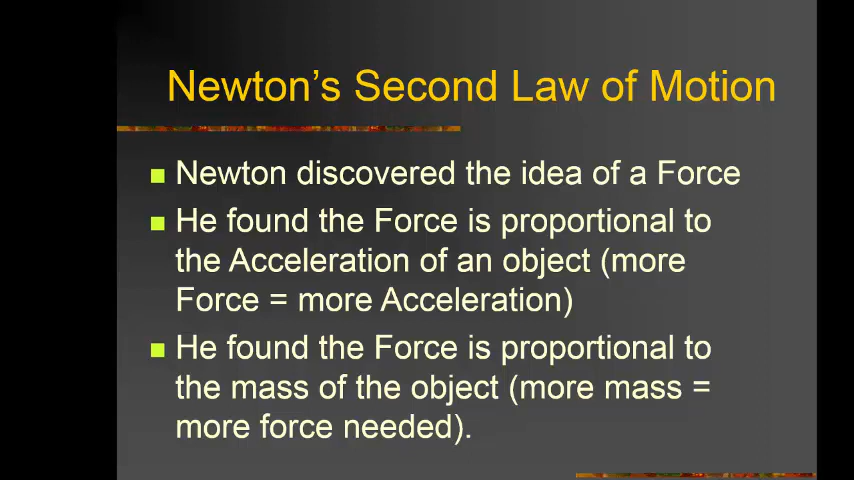 Newton's Second Law of Motion
Newton discovered the idea of a Force
He found the Force is proportional to
the Acceleration of an object (more
Force = more Acceleration)
He found the Force is proportional to
the mass of the object (more mass =
more force needed).